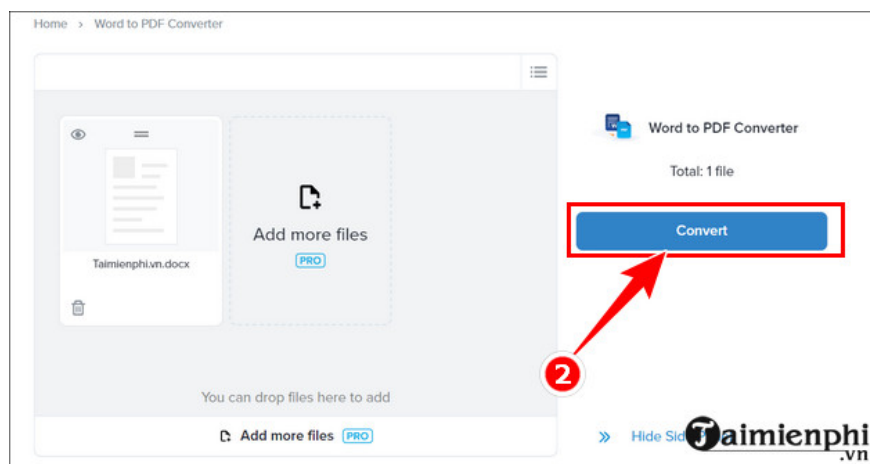 Home > Word to PDF Converter
Taimienphi.vn.docx
Add more files
PRO
You can drop files here to add
Add more files PRO
Word to PDF Converter
Total: 1 file
Convert
2
Hide Sid
Taimienphi
.vn